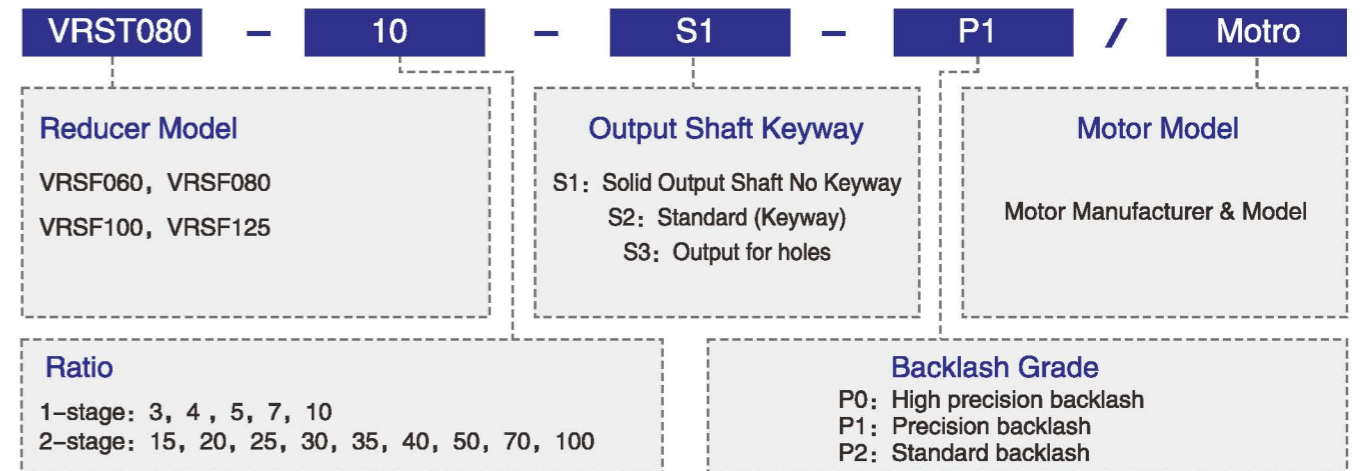 VRST080 – 10 – S1 – P1 / Motro
Reducer Model
VRSF060, VRSF080
VRSF100, VRSF125
Output Shaft Keyway
S1: Solid Output Shaft No Keyway
S2: Standard (Keyway)
S3: Output for holes
Motor Model
Motor Manufacturer & Model
Ratio
1-stage: 3, 4 , 5, 7, 10
2-stage: 15, 20, 25, 30, 35, 40, 50, 70, 100
Backlash Grade
P0: High precision backlash
P1: Precision backlash
P2: Standard backlash